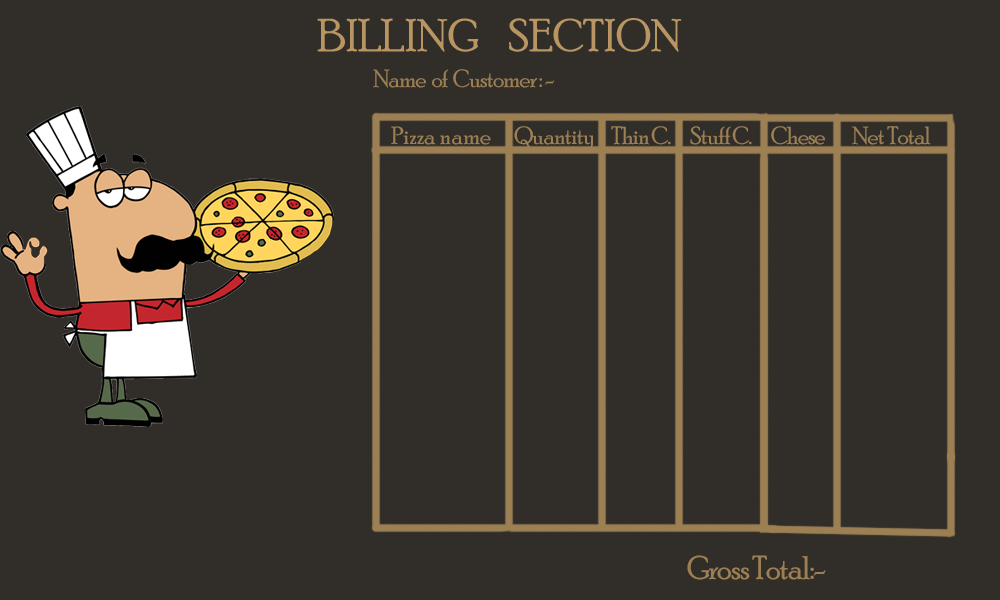 BILLING SECTION
Name of Customer:-
Pizza name Quantity Thin C. Stuff C. Chese Net Total
Gross Total:-